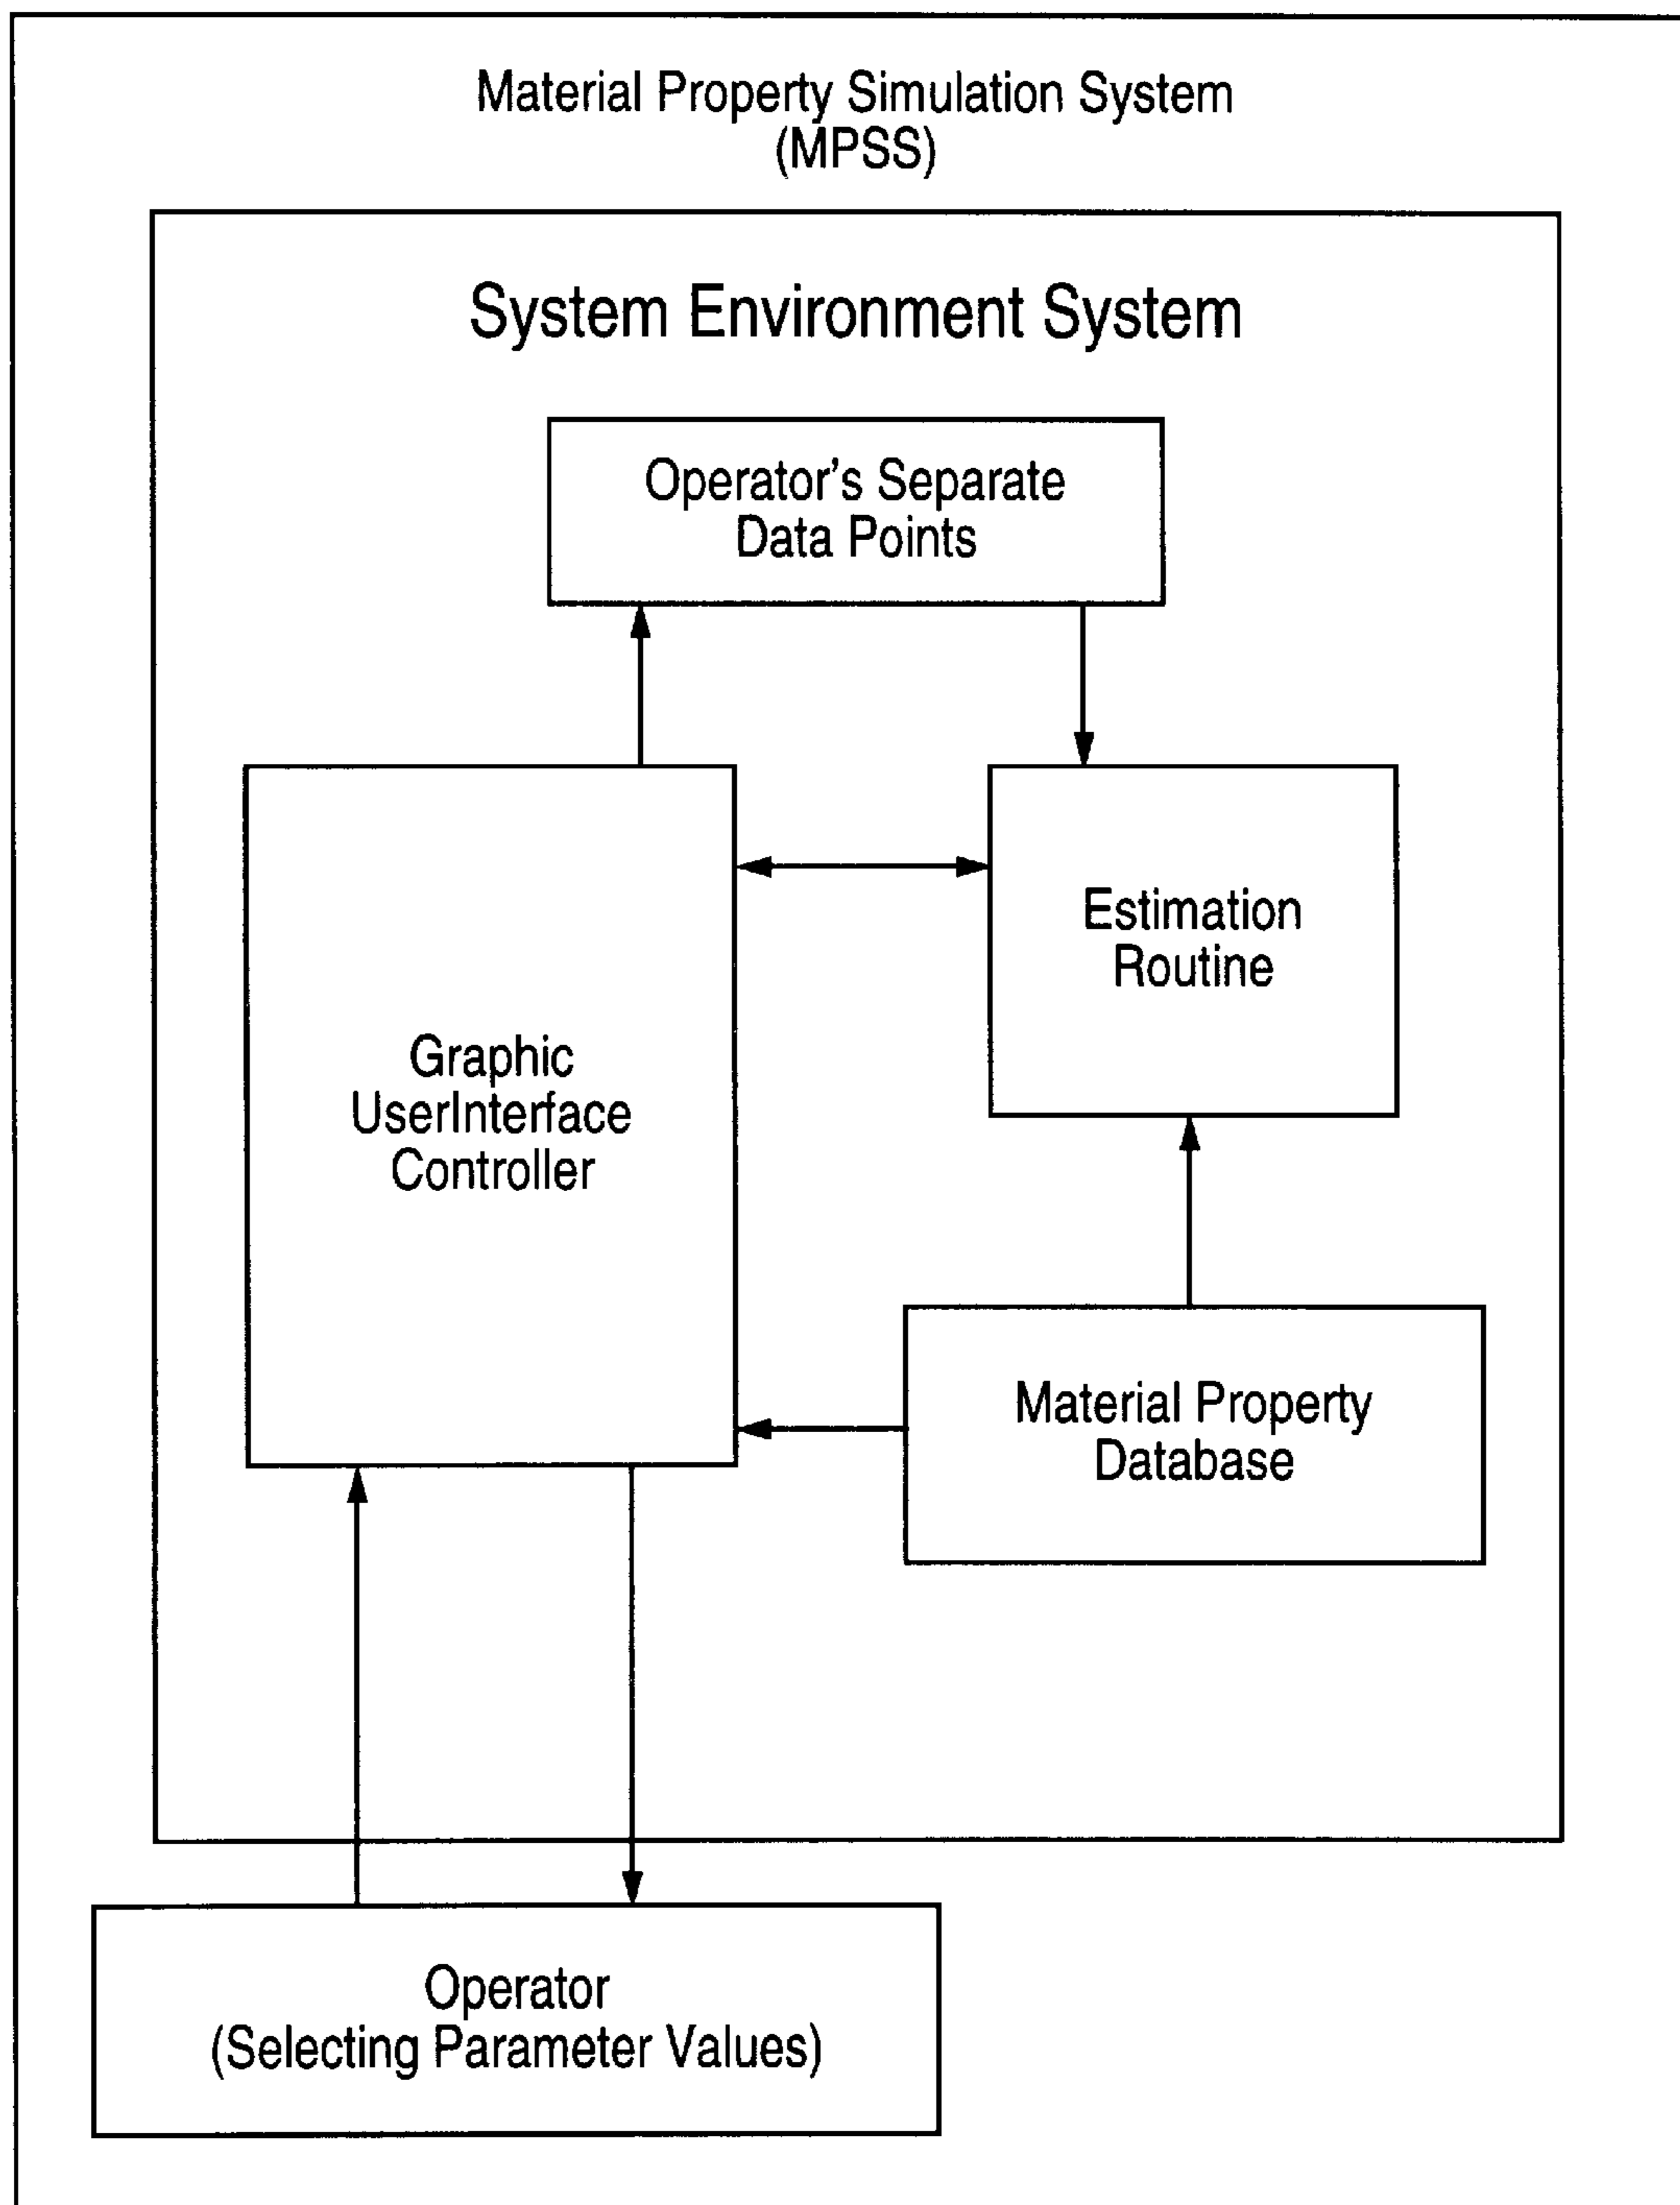 Material Property Simulation System
(MPSS)
System Environment System
Operator's Separate
Data Points
Estimation
Routine
Graphic
UserInterface
Controller
Material Property
Database
Operator
(Selecting Parameter Values)